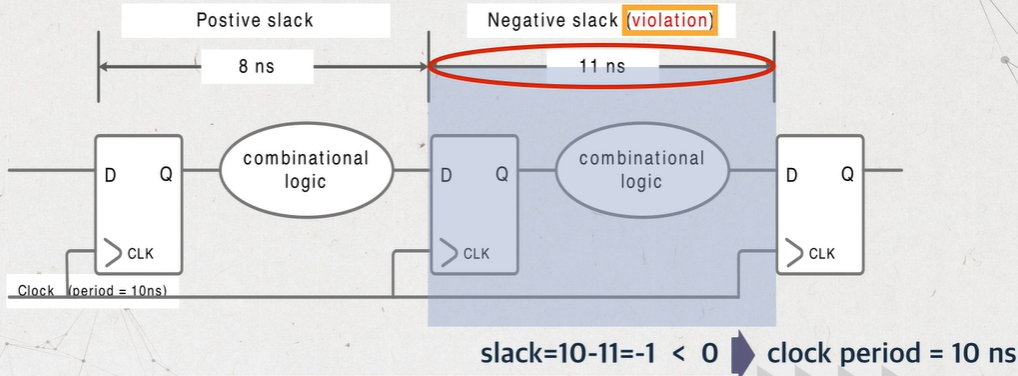 Postive slack
Negative slack (violation)
8 ns
11 ns
D Q
combinational
logic
D Q
combinational
logic
D Q
CLK
CLK
CLK
Clock (period = 10ns)
slack=10-11=-1 < 0 clock period = 10 ns